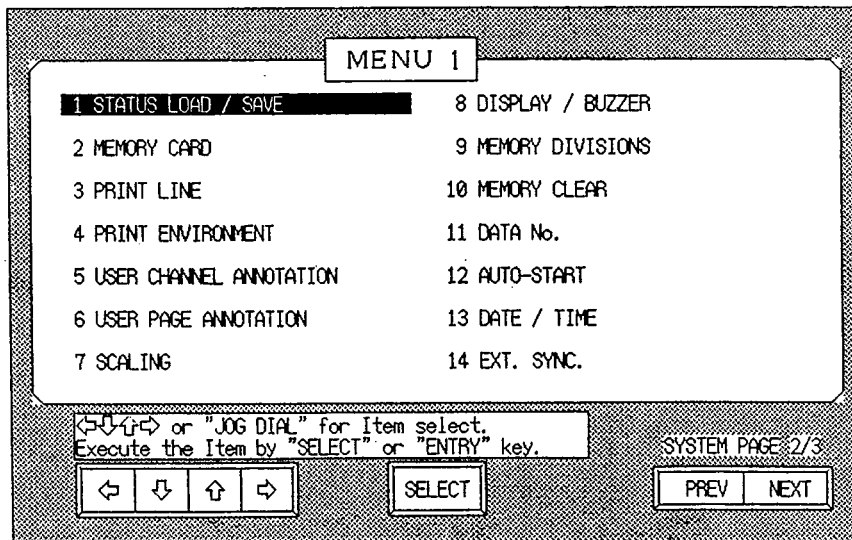 MENU 1
1 STATUS LOAD / SAVE
2 MEMORY CARD
3 PRINT LINE
4 PRINT ENVIRONMENT
5 USER CHANNEL ANNOTATION
6 USER PAGE ANNOTATION
7 SCALING
8 DISPLAY / BUZZER
9 MEMORY DIVISIONS
10 MEMORY CLEAR
11 DATA No.
12 AUTO-START
13 DATE / TIME
14 EXT. SYNC.
⇦⇩⇧⇨ or "JOG DIAL" for Item select.
Execute the Item by "SELECT" or "ENTRY" key.
SYSTEM PAGE 2/3
⇦ ⇩ ⇧ ⇨ SELECT PREV NEXT